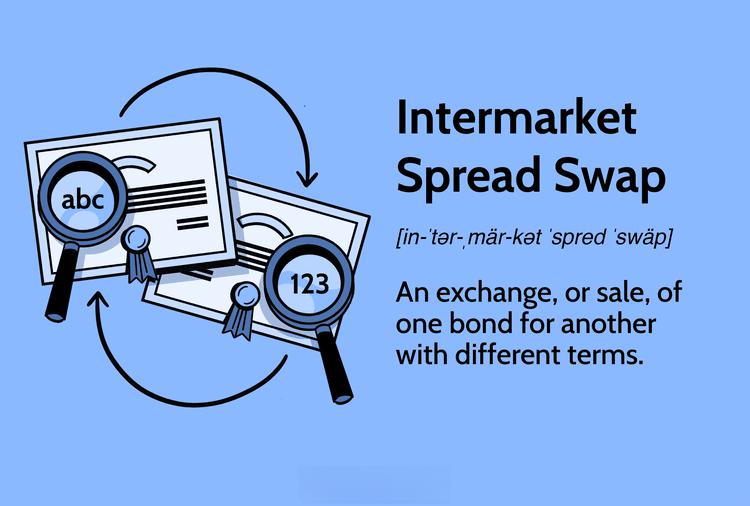 abc
123
Intermarket
Spread Swap
[in-ˈtər-ˌmär-kət ˈspred ˈswäp]
An exchange, or sale, of
one bond for another
with different terms.